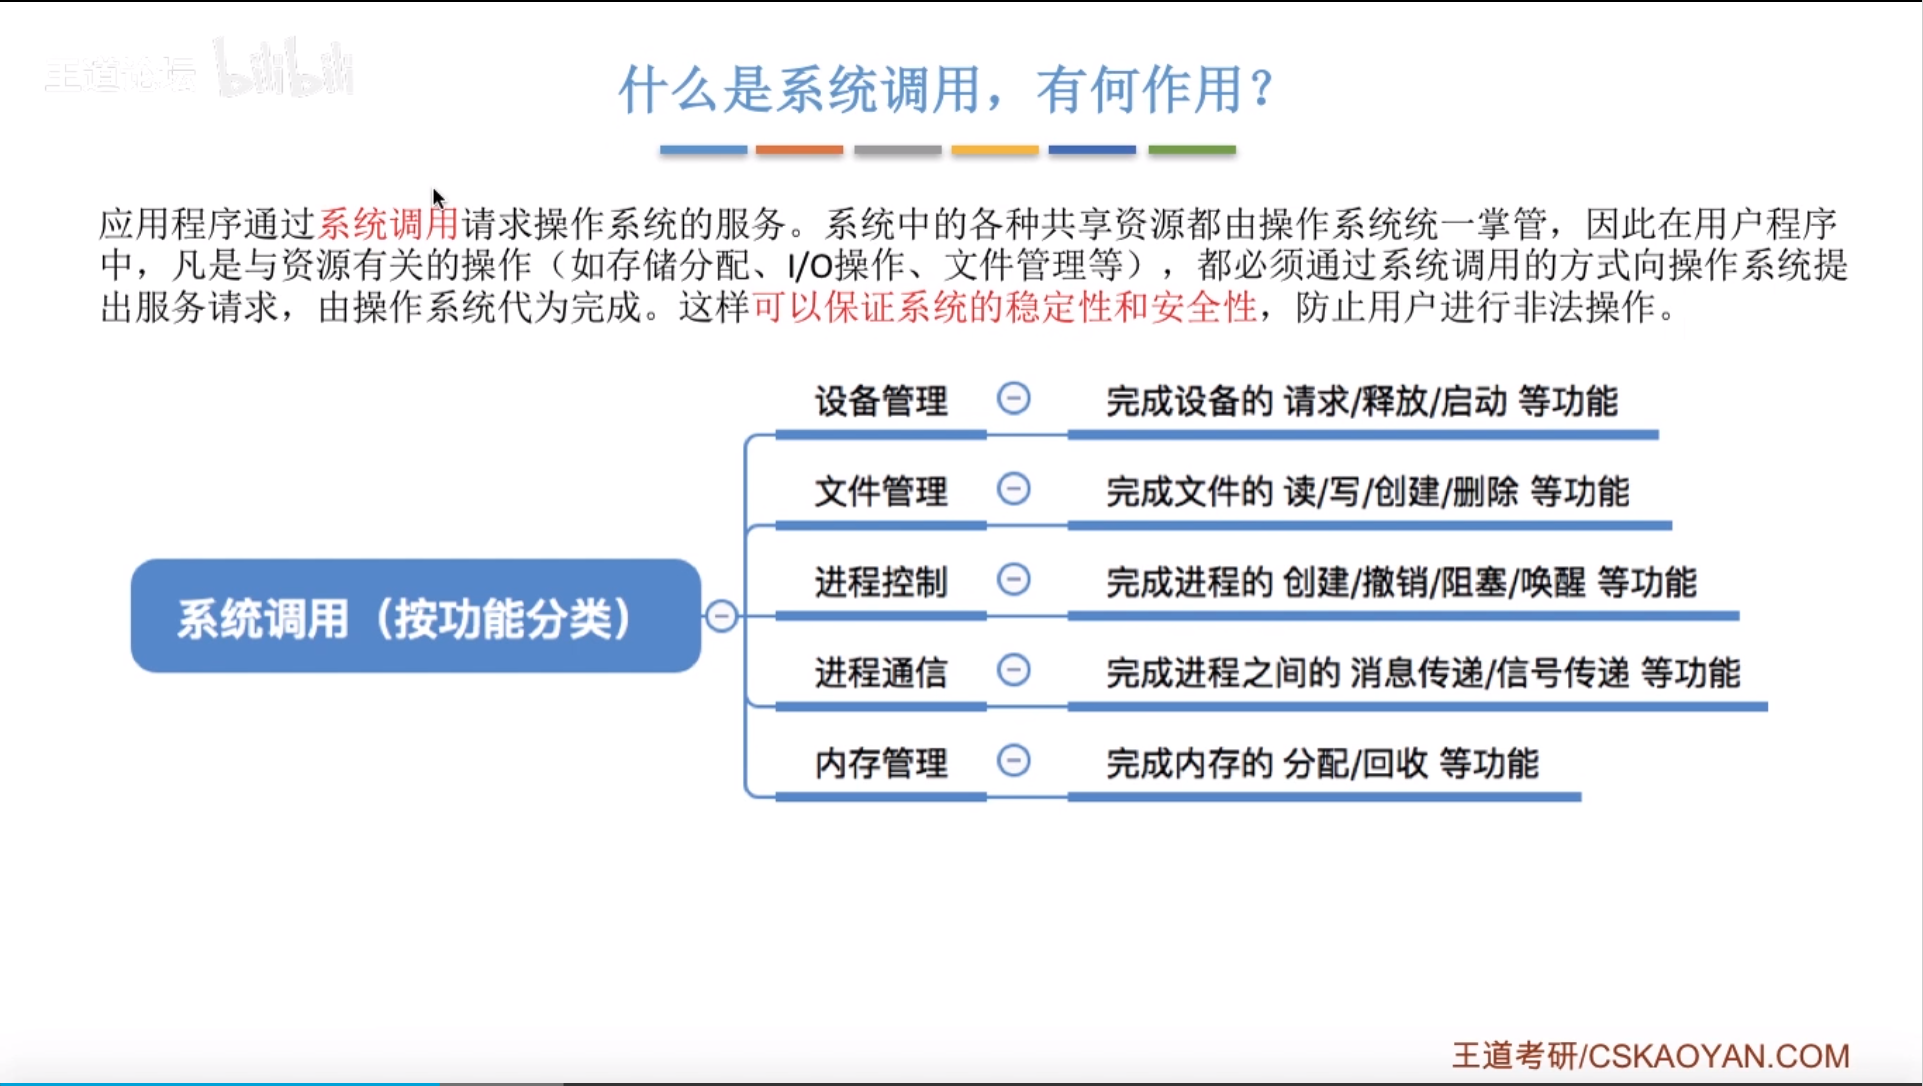 王道论坛 bilibili
什么是系统调用，有何作用？
应用程序通过系统调用请求操作系统的服务。系统中的各种共享资源都由操作系统统一掌管，因此在用户程序
中，凡是与资源有关的操作（如存储分配、I/O操作、文件管理等），都必须通过系统调用的方式向操作系统提
出服务请求，由操作系统代为完成。这样可以保证系统的稳定性和安全性，防止用户进行非法操作。
系统调用（按功能分类）
设备管理 完成设备的 请求/释放/启动 等功能
文件管理 完成文件的 读/写/创建/删除 等功能
进程控制 完成进程的 创建/撤销/阻塞/唤醒 等功能
进程通信 完成进程之间的 消息传递/信号传递 等功能
内存管理 完成内存的 分配/回收 等功能
王道考研/CSKAOYAN.COM